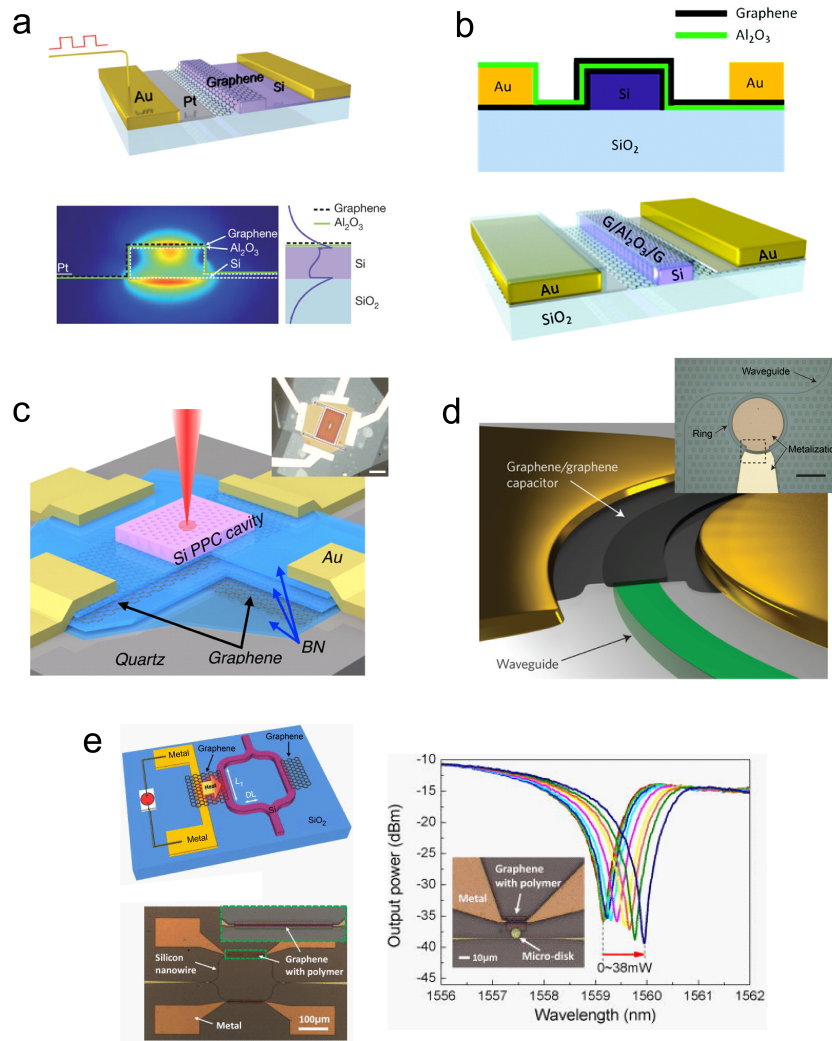 a
Graphene
Si
Au
Pt
Graphene
Al2O3
Graphene
Al2O3
Si
Pt
Si
SiO2
b
Graphene
Al2O3
Au
Si
Au
SiO2
G/Al2O3/G
Au
Si
Au
SiO2
c
Si PPC cavity
Au
Quartz
Graphene
BN
d
Waveguide
Ring
Metalizatio
Graphene/graphene
capacitor
Waveguide
e
Metal
Graphene
Graphene
Heat
L1
DL
Si
SiO2
Metal
Silicon
nanowire
Graphene
with polymer
Metal
100μm
-10
-15
-20
-25
-30
-35
-40
-45
Output power (dBm)
Graphene
with polymer
Metal
Micro-disk
10μm
0~38mW
1556 1557 1558 1559 1560 1561 1562
Wavelength (nm)